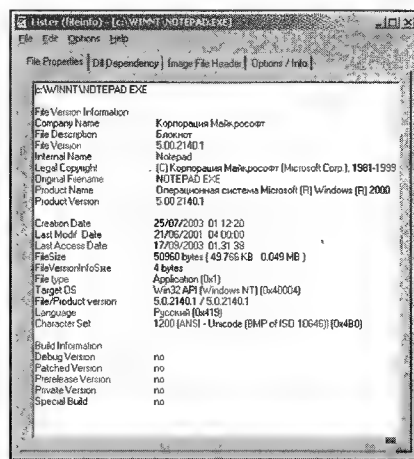 Lister (fileinfo) - [c:\WINNT\NOTEPAD.EXE]
File Edit Options Help
File Properties Dll Dependency Image File Header Options / Info
c:\WINNT\NOTEPAD EXE
File Version Information
Company Name Корпорация Майкрософт
File Description Блокнот
File Version 5.00.2140.1
Internal Name Notepad
Legal Copyright (C) Корпорация Майкрософт (Microsoft Corp.), 1981-1999
Original Filename NOTEPAD EXE
Product Name Операционная система Microsoft (R) Windows (R) 2000
Product Version 5.00 2140.1
Creation Date 25/07/2003 01 12:20
Last Modif Date 21/06/2001 04 00:00
Last Access Date 17/09/2003 01.31 38
FileSize 50960 bytes ( 49.766 KB 0.049 MB )
FileVersionInfoSize 4 bytes
File type Application (0x1)
Target OS Win32 API (Windows NT) (0x40004)
File/Product version 5.0.2140.1 / 5.0.2140.1
Language Русский (0x419)
Character Set 1200 (ANSI - Unicode (BMP of ISO 10646)) (0x4B0)
Build Information
Debug Version no
Patched Version no
Prerelease Version no
Private Version no
Special Build no